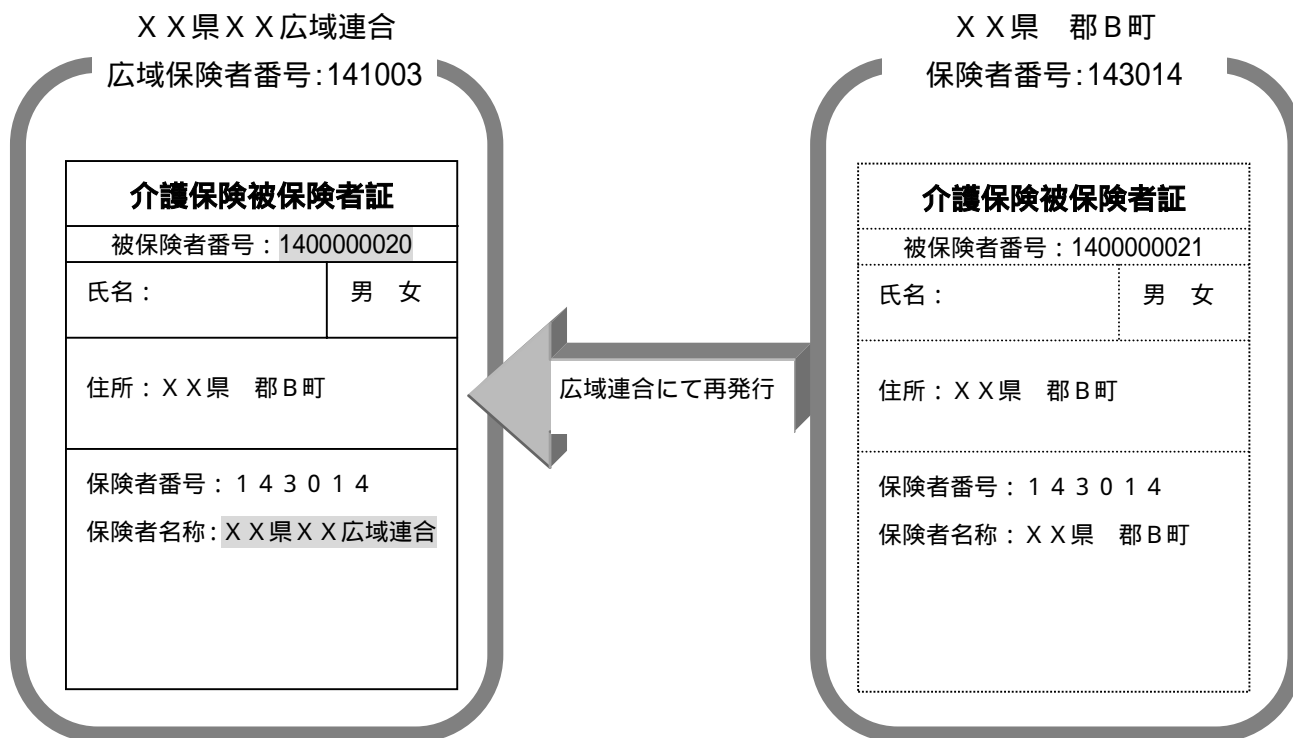 ＸＸ県ＸＸ広域連合
広域保険者番号:141003
介護保険被保険者証
被保険者番号：1400000020
氏名：
男　女
住所：ＸＸ県　郡Ｂ町
保険者番号：１４３０１４
保険者名称：ＸＸ県ＸＸ広域連合
広域連合にて再発行
ＸＸ県　郡Ｂ町
保険者番号:143014
介護保険被保険者証
被保険者番号：1400000021
氏名：
男　女
住所：ＸＸ県　郡Ｂ町
保険者番号：１４３０１４
保険者名称：ＸＸ県　郡Ｂ町